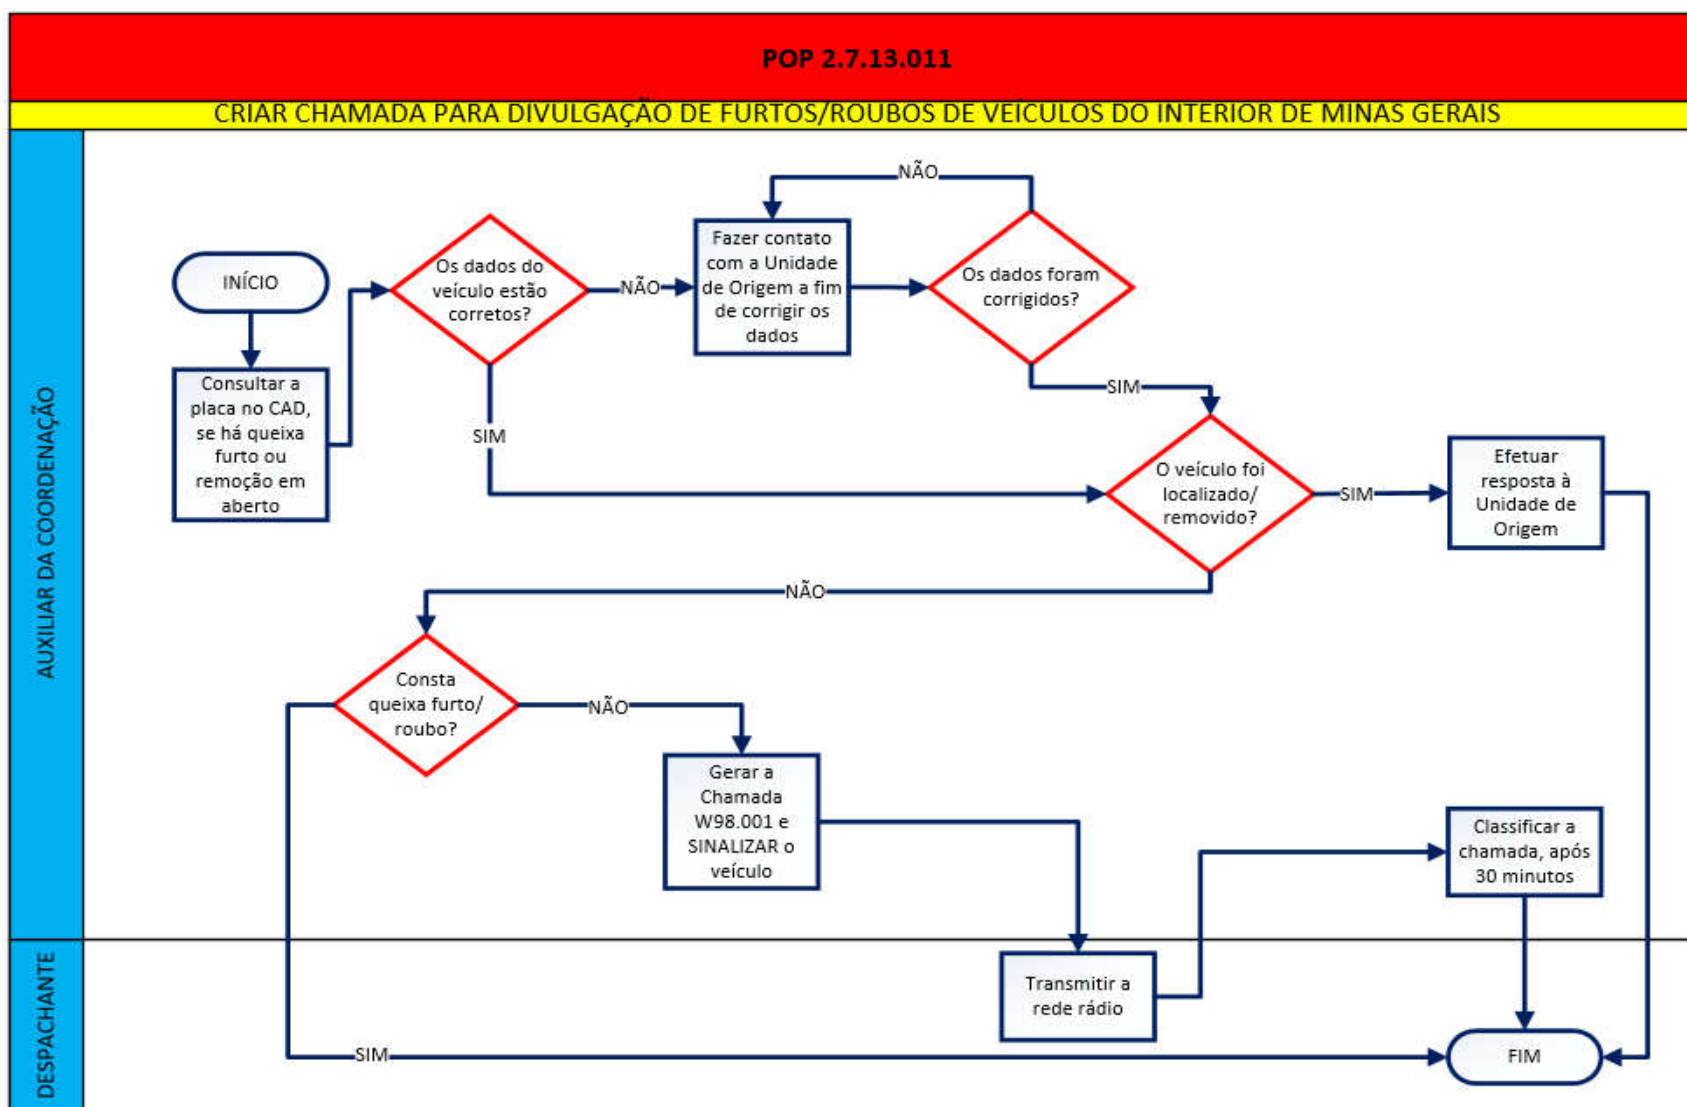 POP 2.7.13.011
CRIAR CHAMADA PARA DIVULGAÇÃO DE FURTOS/ROUBOS DE VEÍCULOS DO INTERIOR DE MINAS GERAIS
AUXILIAR DA COORDENAÇÃO
INÍCIO
Consultar a
placa no CAD,
se há queixa
furto ou
remoção em
aberto
Os dados do
veículo estão
corretos?
NÃO
SIM
Fazer contato
com a Unidade
de Origem a fim
de corrigir os
dados
NÃO
Os dados foram
corrigidos?
SIM
O veículo foi
localizado/
removido?
SIM
Efetuar
resposta à
Unidade de
Origem
NÃO
Consta
queixa furto/
roubo?
NÃO
Gerar a
Chamada
W98.001 e
SINALIZAR o
veículo
Classificar a
chamada, após
30 minutos
DESPACHANTE
Transmitir a
rede rádio
SIM
FIM